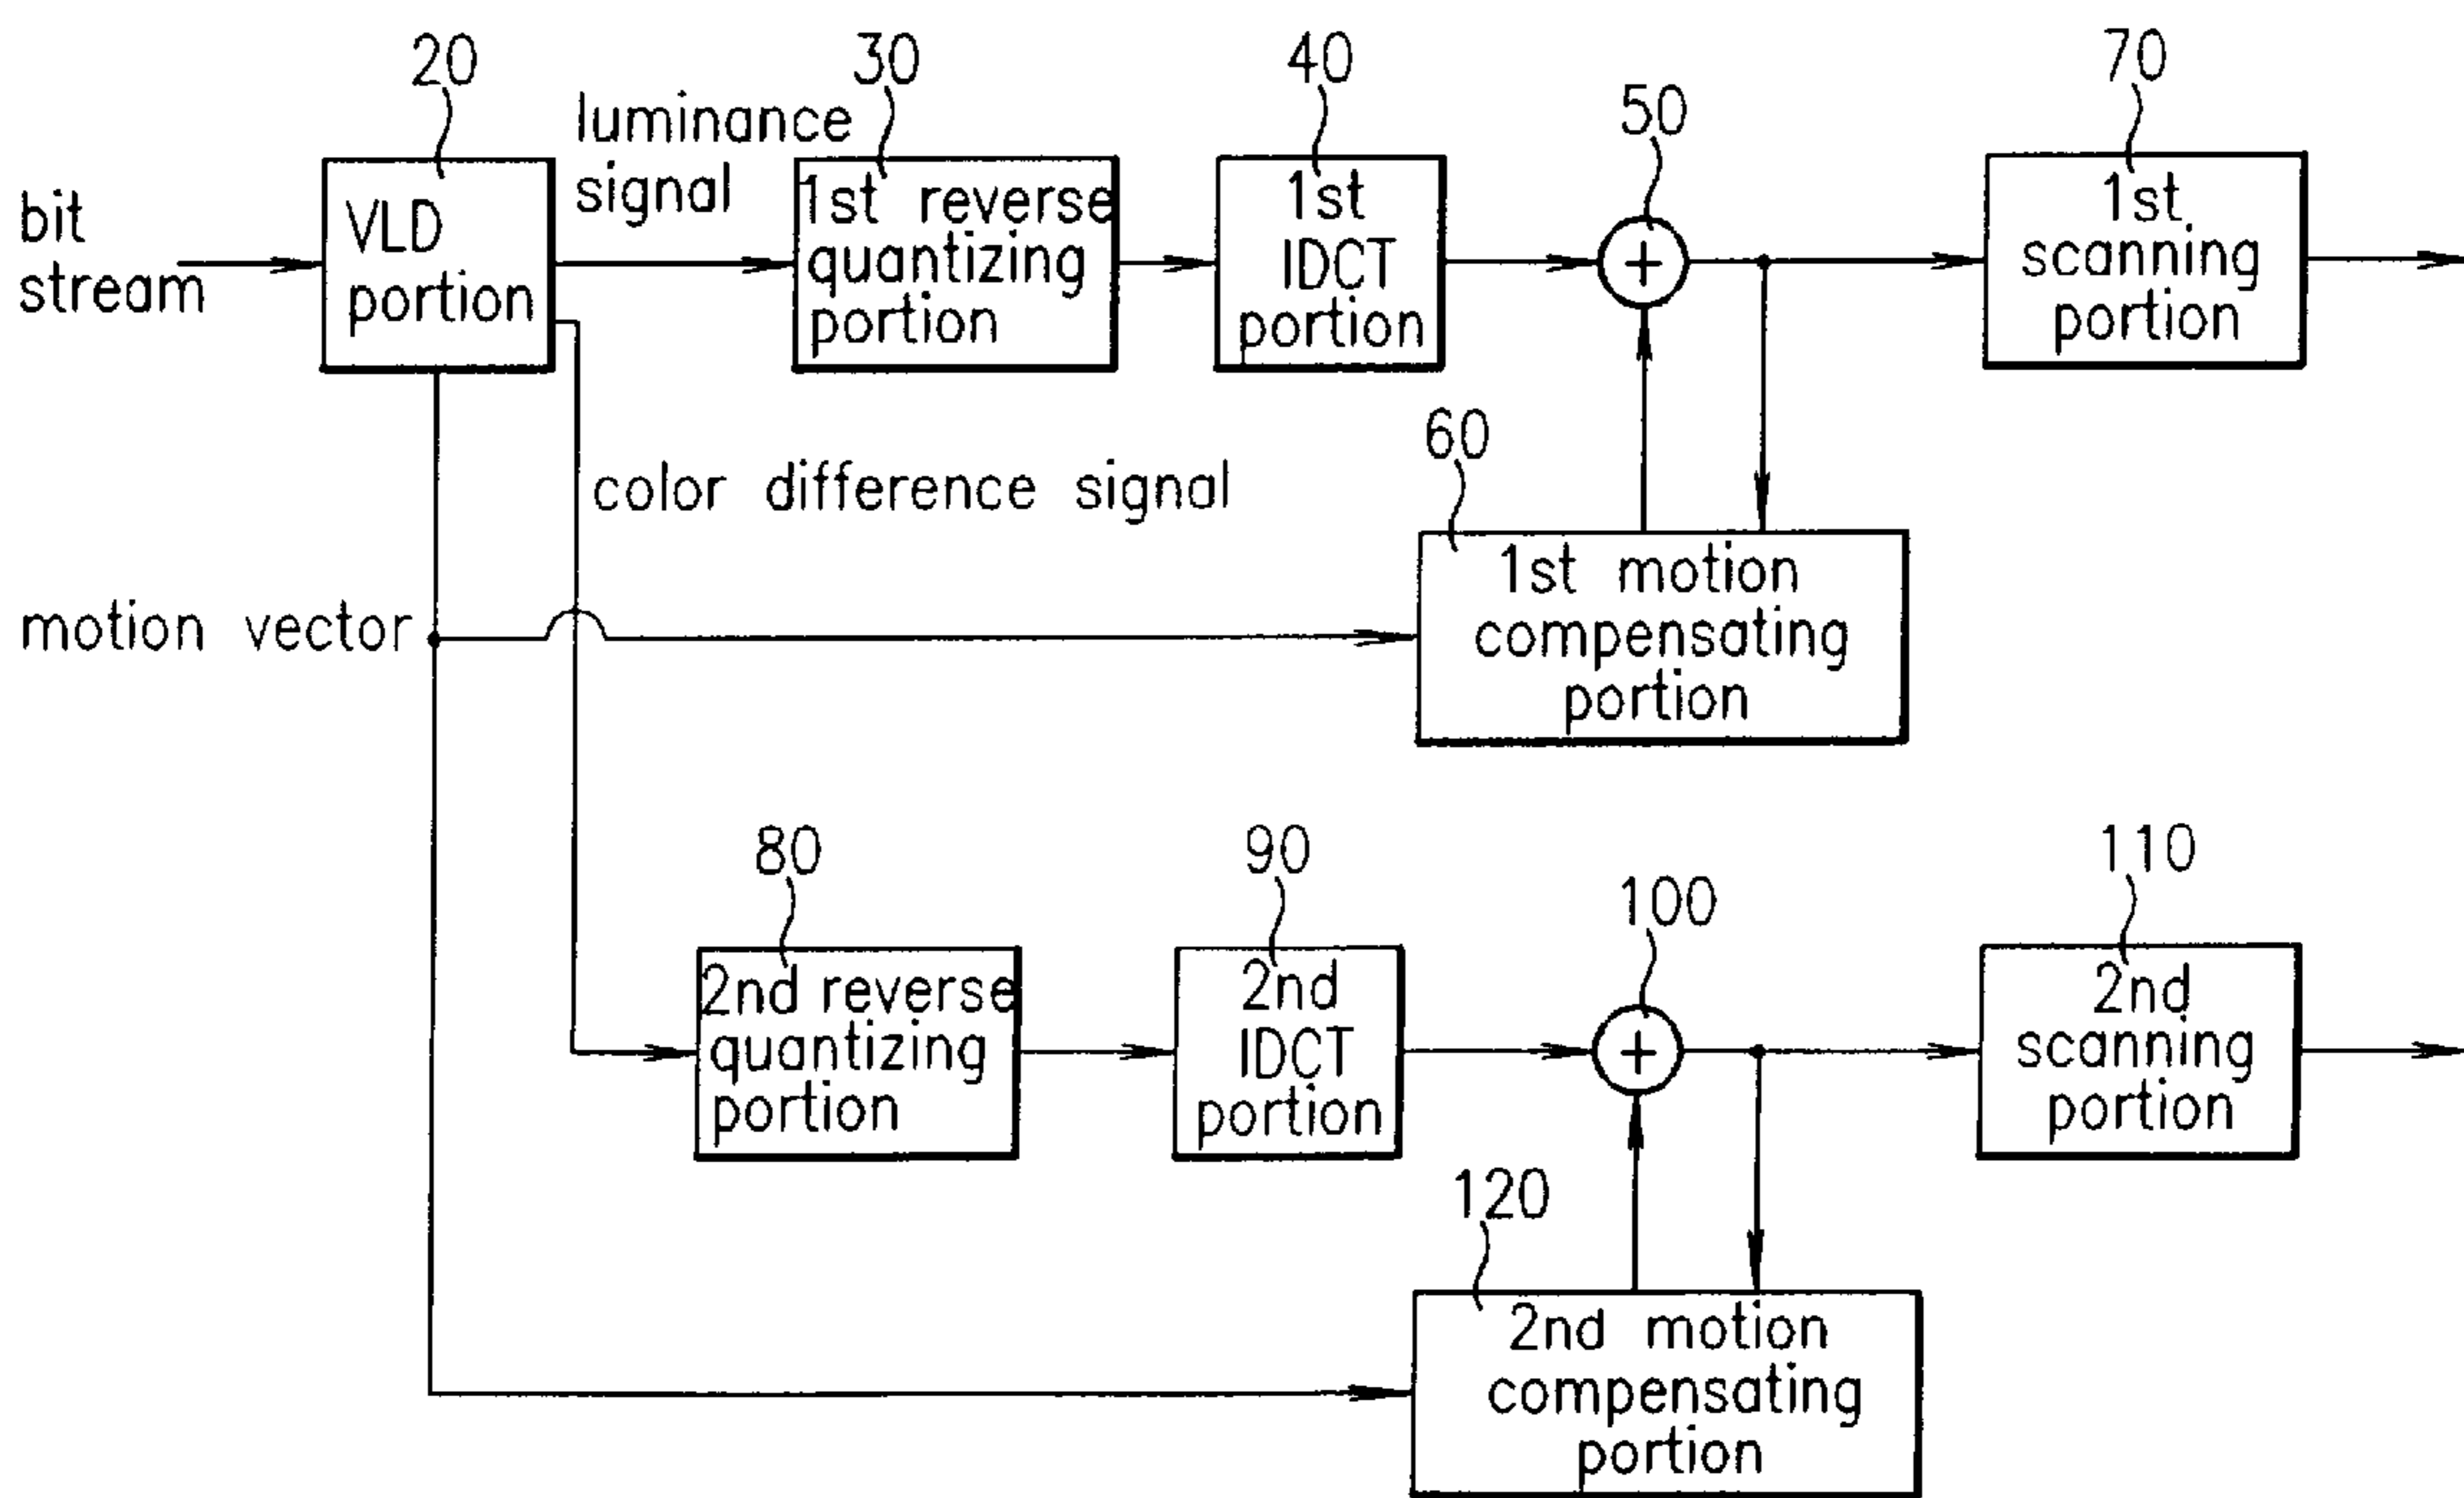 20
30
40
50
70
luminance
signal
bit
stream
VLD
portion
1st reverse
quantizing
portion
1st
IDCT
portion
+
1st
scanning
portion
60
color difference signal
motion vector
1st motion
compensating
portion
80
90
100
110
2nd reverse
quantizing
portion
2nd
IDCT
portion
+
2nd
scanning
portion
120
2nd motion
compensating
portion